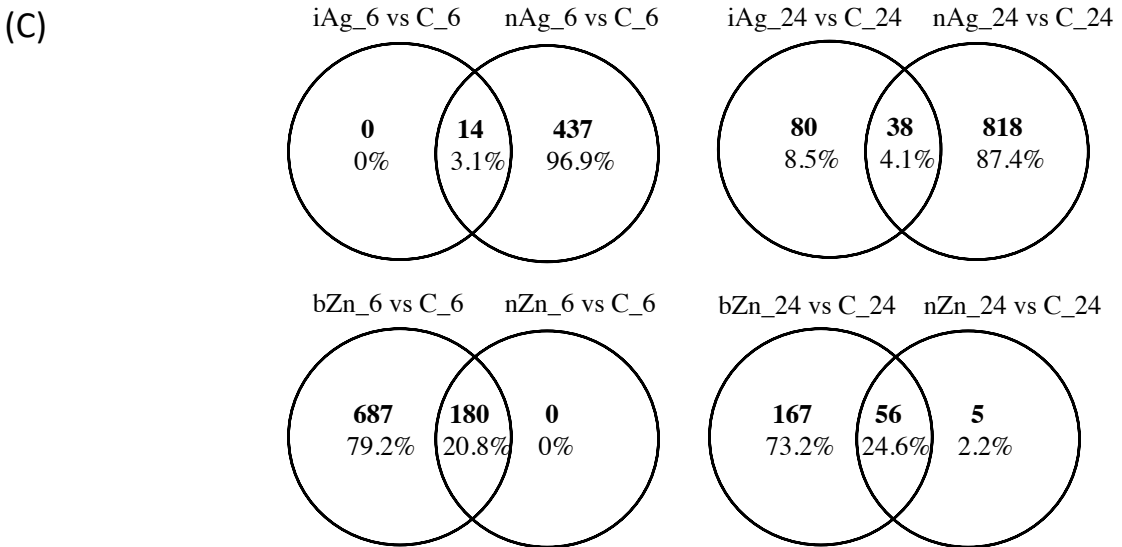 (C)
iAg_6 vs C_6 nAg_6 vs C_6 iAg_24 vs C_24 nAg_24 vs C_24
0 14 437 80 38 818
0% 3.1% 96.9% 8.5% 4.1% 87.4%
bZn_6 vs C_6 nZn_6 vs C_6 bZn_24 vs C_24 nZn_24 vs C_24
687 180 0 167 56 5
79.2% 20.8% 0% 73.2% 24.6% 2.2%